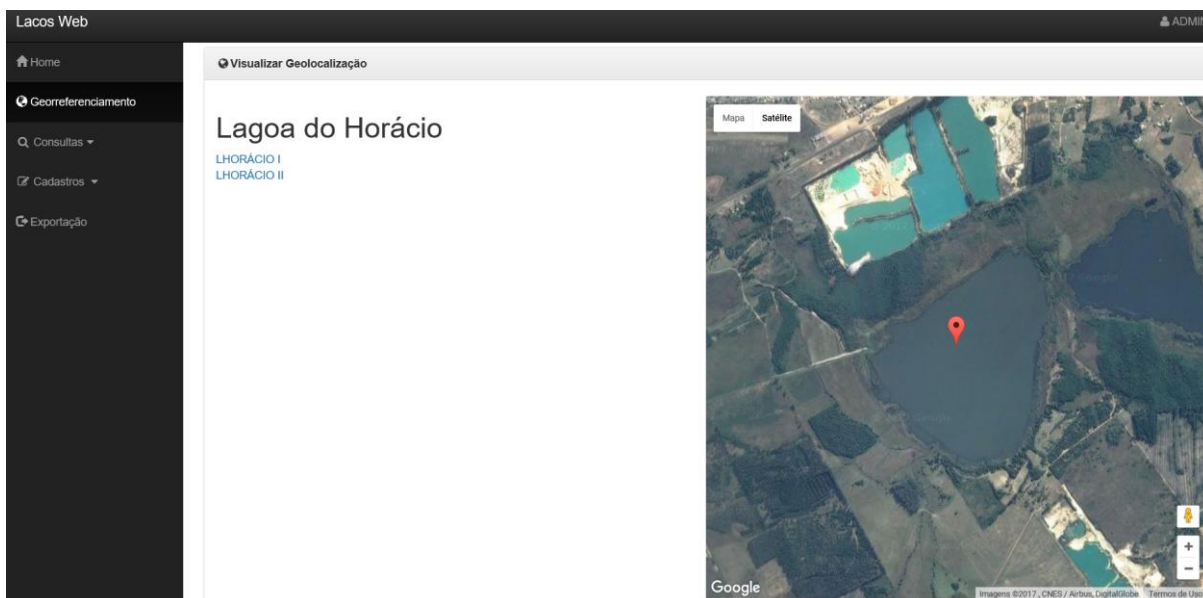 Lacos Web
ADMIN
Home
Georreferenciamento
Consultas
Cadastros
Exportação
Visualizar Geolocalização
Lagoa do Horácio
LHORÁCIO I
LHORÁCIO II
Mapa Satélite
Google
Imagens ©2017 , CNES / Airbus, DigitalGlobe Termos de Uso